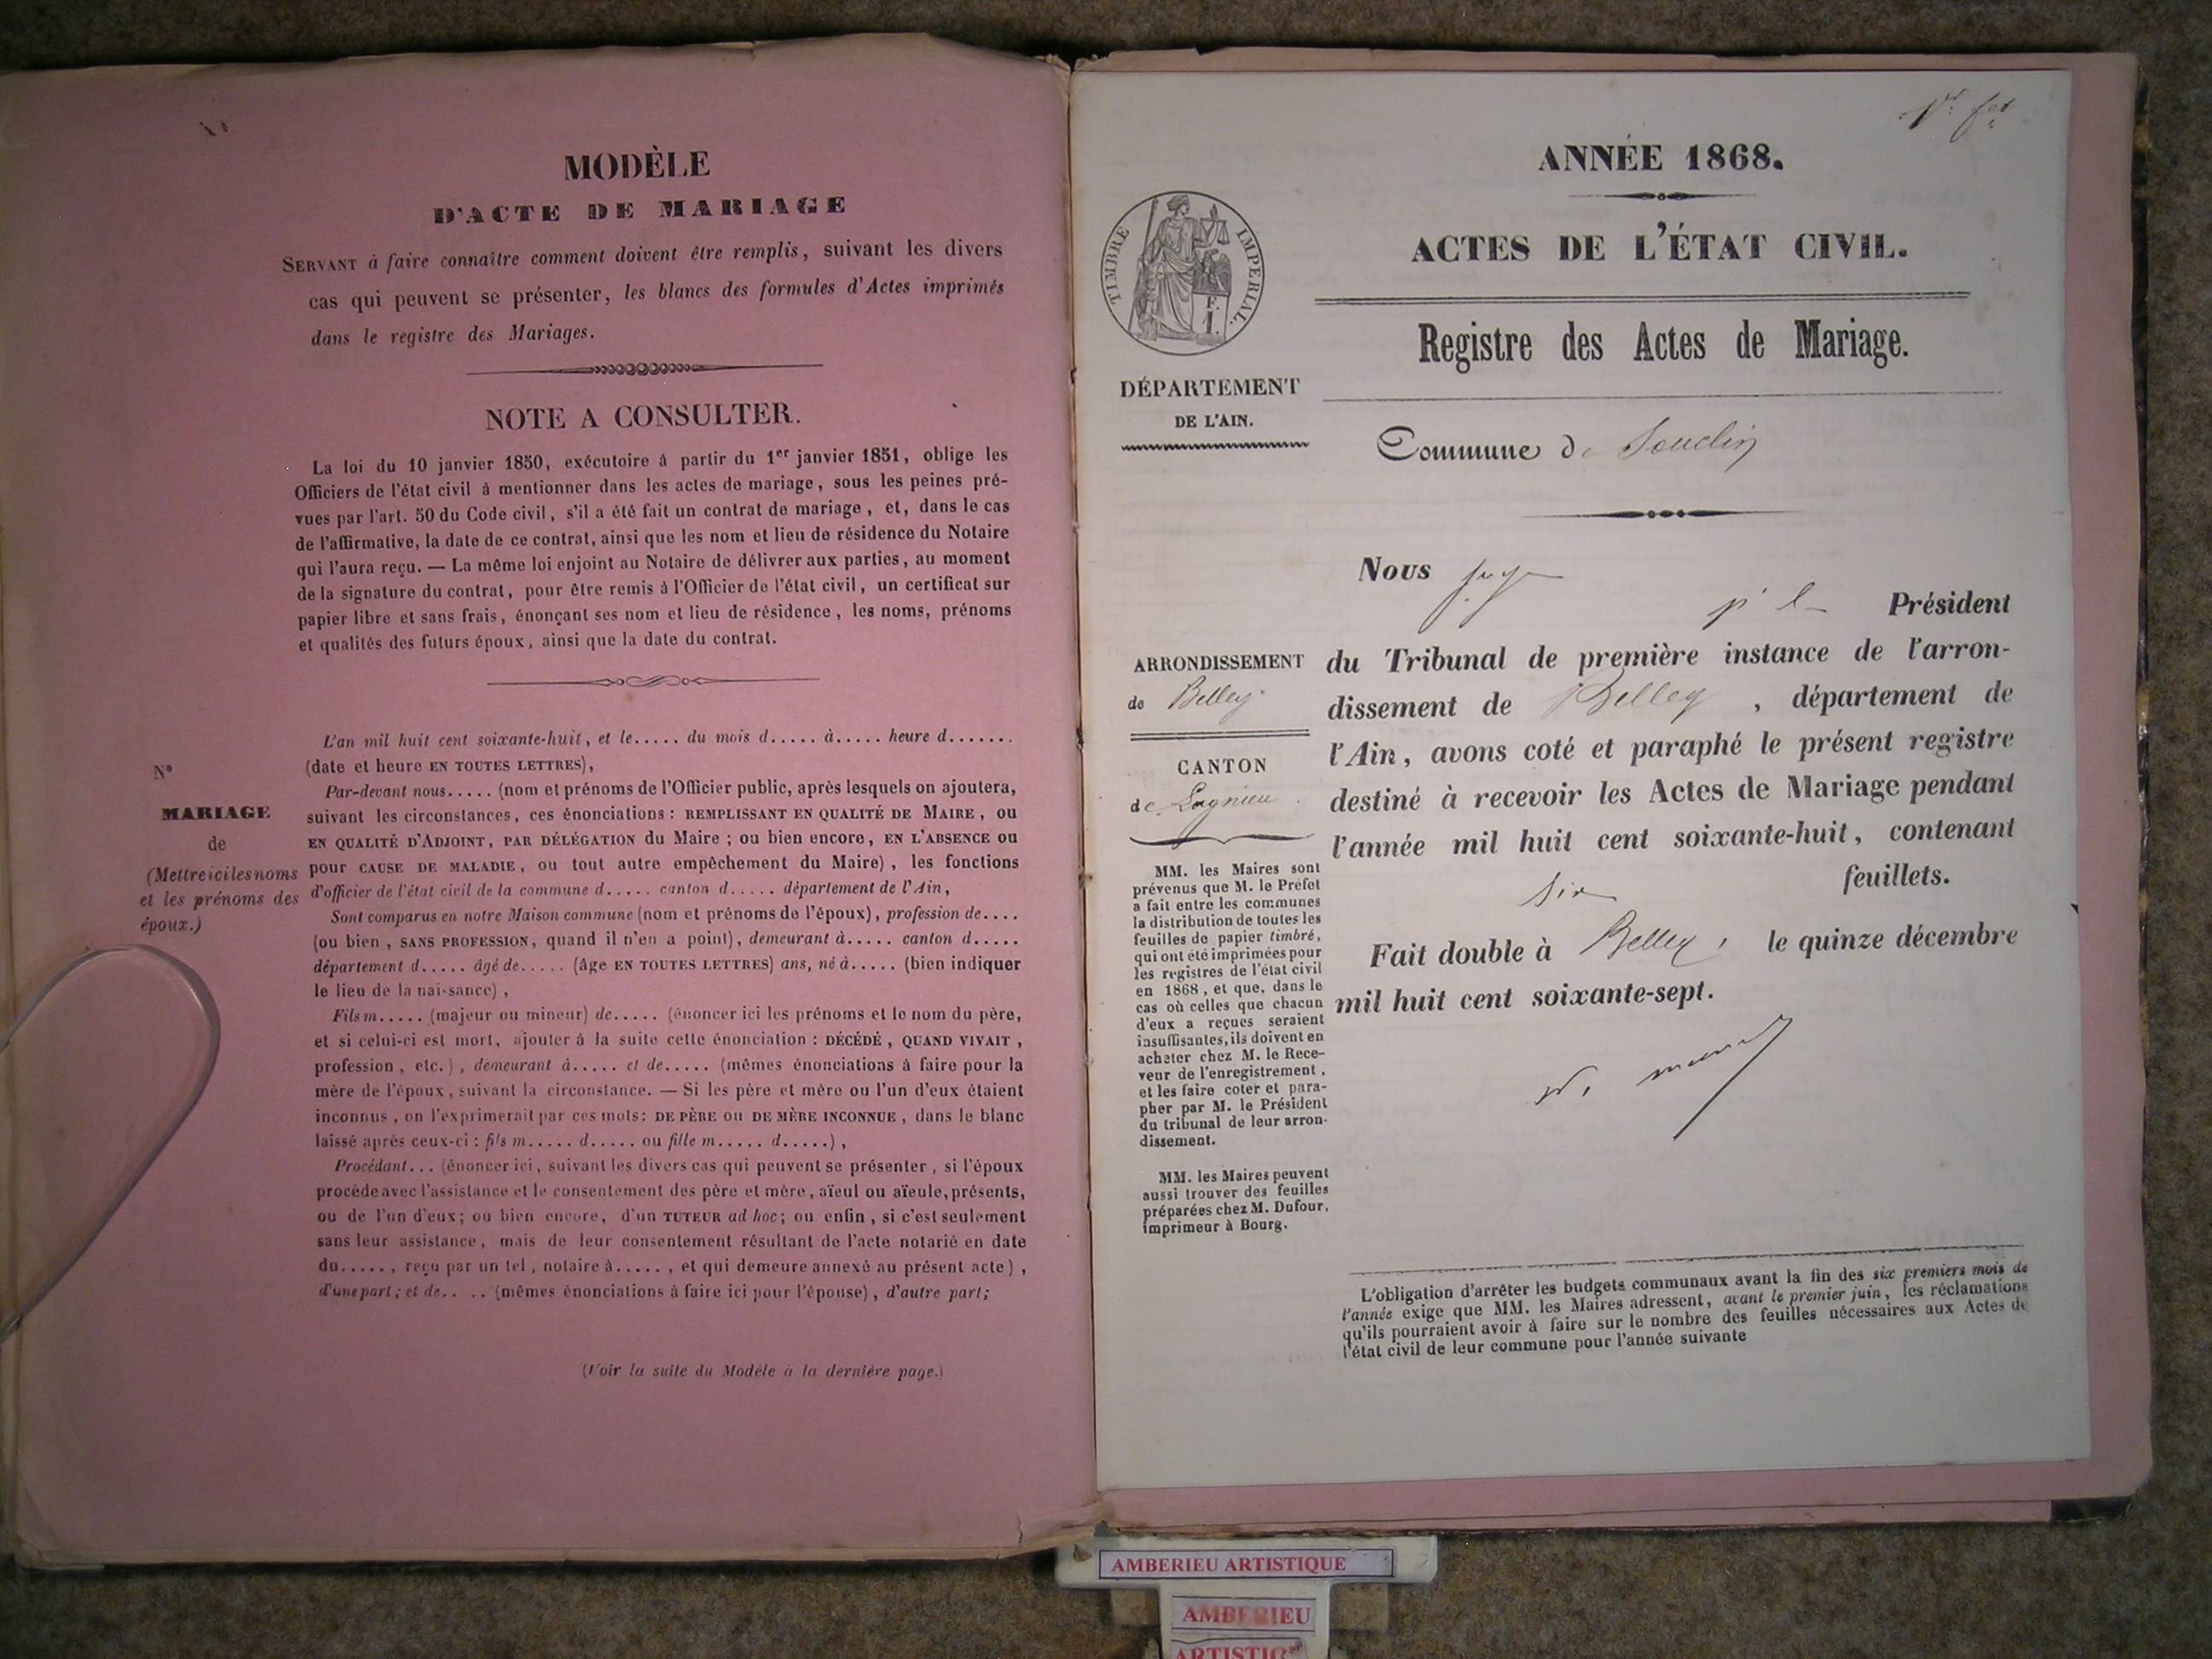 MODÈLE
D'ACTE DE MARIAGE
SERVANT à faire connaître comment doivent être remplis, suivant les divers
cas qui peuvent se présenter, les blancs des formules d'Actes imprimés
dans le registre des Mariages.
NOTE A CONSULTER.
La loi du 10 janvier 1850, exécutoire à partir du 1er janvier 1851, oblige les
Officiers de l'état civil à mentionner dans les actes de mariage, sous les peines pré-
vues par l'art. 50 du Code civil, s'il a été fait un contrat de mariage, et, dans le cas
de l'affirmative, la date de ce contrat, ainsi que les nom et lieu de résidence du Notaire
qui l'aura reçu. — La même loi enjoint au Notaire de délivrer aux parties, au moment
de la signature du contrat, pour être remis à l'Officier de l'état civil, un certificat sur
papier libre et sans frais, énonçant ses nom et lieu de résidence, les noms, prénoms
et qualités des futurs époux, ainsi que la date du contrat.
N°
MARIAGE
de
(Mettre ici les noms
et les prénoms des
époux.)
L'an mil huit cent soixante-huit, et le..... du mois d..... à..... heure d.......
(date et heure EN TOUTES LETTRES),
Par-devant nous..... (nom et prénoms de l'Officier public, après lesquels on ajoutera,
suivant les circonstances, ces énonciations : REMPLISSANT EN QUALITÉ DE MAIRE, ou
EN QUALITÉ D'ADJOINT, PAR DÉLÉGATION du Maire ; ou bien encore, EN L'ABSENCE ou
pour CAUSE DE MALADIE, ou tout autre empêchement du Maire), les fonctions
d'officier de l'état civil de la commune d..... canton d..... département de l'Ain,
Sont comparus en notre Maison commune (nom et prénoms de l'époux), profession de....
(ou bien, SANS PROFESSION, quand il n'en a point), demeurant à..... canton d.....
département d..... âgé de..... (âge EN TOUTES LETTRES) ans, né à..... (bien indiquer
le lieu de la nai-sance),
Fils m..... (majeur ou mineur) de..... (énoncer ici les prénoms et le nom du père,
et si celui-ci est mort, ajouter à la suite cette énonciation : DÉCÉDÉ, QUAND VIVAIT,
profession, etc.), demeurant à..... et de..... (mêmes énonciations à faire pour la
mère de l'époux, suivant la circonstance. — Si les père et mère ou l'un d'eux étaient
inconnus, on l'exprimerait par ces mots : DE PÈRE ou DE MÈRE INCONNUE, dans le blanc
laissé après ceux-ci : fils m..... d..... ou fille m..... d.....),
Procédant... (énoncer ici, suivant les divers cas qui peuvent se présenter, si l'époux
procède avec l'assistance et le consentement des père et mère, aïeul ou aïeule, présents,
ou de l'un d'eux; ou bien encore, d'un TUTEUR ad hoc; ou enfin, si c'est seulement
sans leur assistance, mais de leur consentement résultant de l'acte notarié en date
du....., reçu par un tel, notaire à....., et qui demeure annexé au présent acte),
d'une part; et de.. .. (mêmes énonciations à faire ici pour l'épouse), d'autre part;
(Voir la suite du Modèle à la dernière page.)
1er fet
ANNÉE 1868.
ACTES DE L'ÉTAT CIVIL.
TIMBRE IMPÉRIAL.
F.
1.
Registre des Actes de Mariage.
DÉPARTEMENT
DE L'AIN.
Commune de Souclin
Nous juge
pr le Président
du Tribunal de première instance de l'arron-
dissement de Belley, département de
l'Ain, avons coté et paraphé le présent registre
destiné à recevoir les Actes de Mariage pendant
l'année mil huit cent soixante-huit, contenant
six feuillets.
Fait double à Belley, le quinze décembre
mil huit cent soixante-sept.
ARRONDISSEMENT
de Belley
CANTON
de Lagnieu
MM. les Maires sont
prévenus que M. le Préfet
a fait entre les communes
la distribution de toutes les
feuilles de papier timbré,
qui ont été imprimées pour
les registres de l'état civil
en 1868, et que, dans le
cas où celles que chacun
d'eux a reçues seraient
insuffisantes, ils doivent en
acheter chez M. le Rece-
veur de l'enregistrement,
et les faire coter et para-
pher par M. le Président
du tribunal de leur arron-
dissement.
MM. les Maires peuvent
aussi trouver des feuilles
préparées chez M. Dufour,
imprimeur à Bourg.
L'obligation d'arrêter les budgets communaux avant la fin des six premiers mois de
l'année exige que MM. les Maires adressent, avant le premier juin, les réclamations
qu'ils pourraient avoir à faire sur le nombre des feuilles nécessaires aux Actes de
l'état civil de leur commune pour l'année suivante
AMBERIEU ARTISTIQUE
AMBERIEU
ARTISTIQ